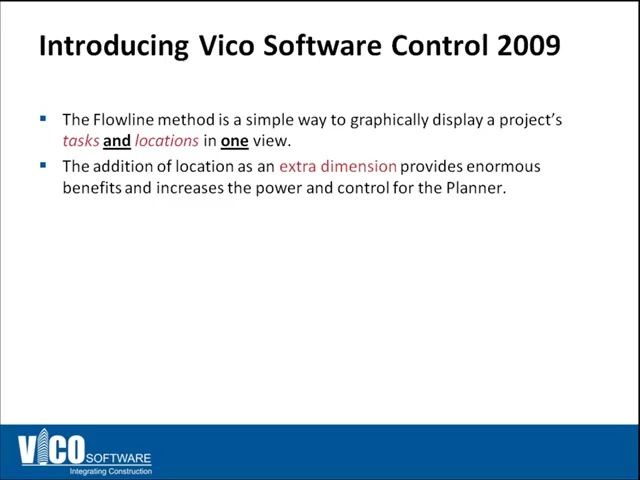 Introducing Vico Software Control 2009
The Flowline method is a simple way to graphically display a project's
tasks and locations in one view.
The addition of location as an extra dimension provides enormous
benefits and increases the power and control for the Planner.
VICO SOFTWARE
Integrating Construction